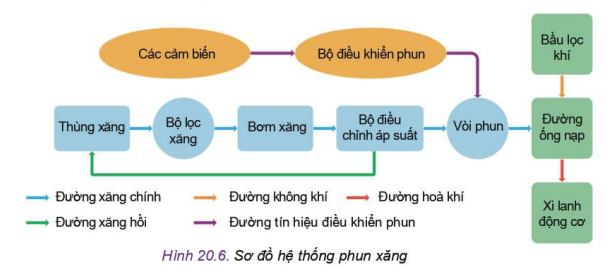 Các cảm biến
Bộ điều khiển phun
Bầu lọc
khí
Thùng xăng
Bộ lọc
xăng
Bơm xăng
Bộ điều
chỉnh áp suất
Vòi phun
Đường
ống nạp
Xi lanh
động cơ
Đường xăng chính
Đường không khí
Đường hoà khí
Đường xăng hồi
Đường tín hiệu điều khiển phun
Hình 20.6. Sơ đồ hệ thống phun xăng